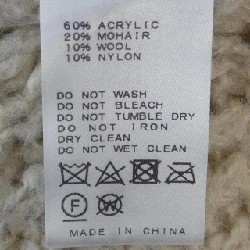 60% ACRYLIC
20% MOHAIR
10% WOOL
10% NYLON
DO NOT WASH
DO NOT BLEACH
DO NOT TUMBLE DRY
DO NOT IRON
DRY CLEAN
DO NOT WET CLEAN
F W
MADE IN CHINA